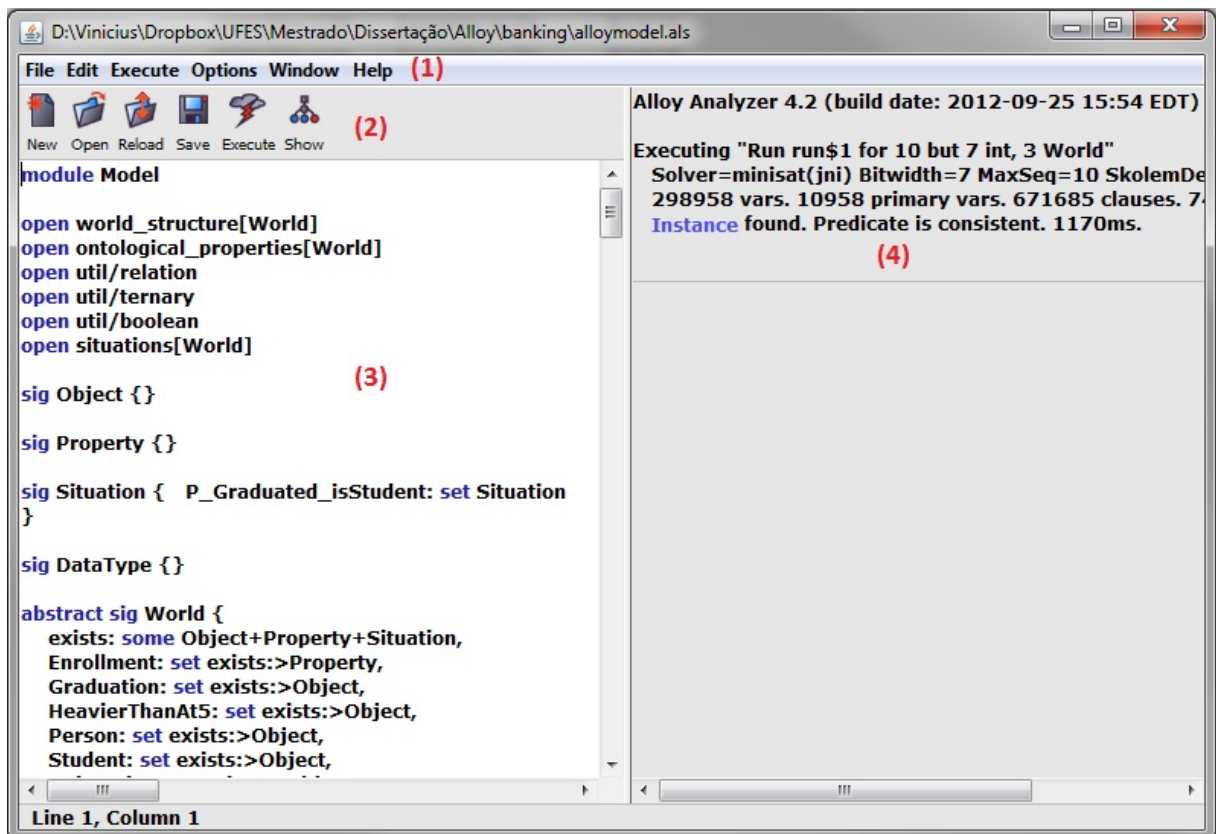 D:\Vinicius\Dropbox\UFES\Mestrado\Dissertação\Alloy\banking\alloymodel.als
File Edit Execute Options Window Help (1)
New Open Reload Save Execute Show
(2)
module Model
open world_structure[World]
open ontological_properties[World]
open util/relation
open util/ternary
open util/boolean
open situations[World]
(3)
sig Object {}
sig Property {}
sig Situation { P_Graduated_isStudent: set Situation
}
sig DataType {}
abstract sig World {
exists: some Object+Property+Situation,
Enrollment: set exists:>Property,
Graduation: set exists:>Object,
HeavierThanAt5: set exists:>Object,
Person: set exists:>Object,
Student: set exists:>Object,
Line 1, Column 1
Alloy Analyzer 4.2 (build date: 2012-09-25 15:54 EDT)
Executing "Run run$1 for 10 but 7 int, 3 World"
Solver=minisat(jni) Bitwidth=7 MaxSeq=10 SkolemDe
298958 vars. 10958 primary vars. 671685 clauses. 74
Instance found. Predicate is consistent. 1170ms.
(4)